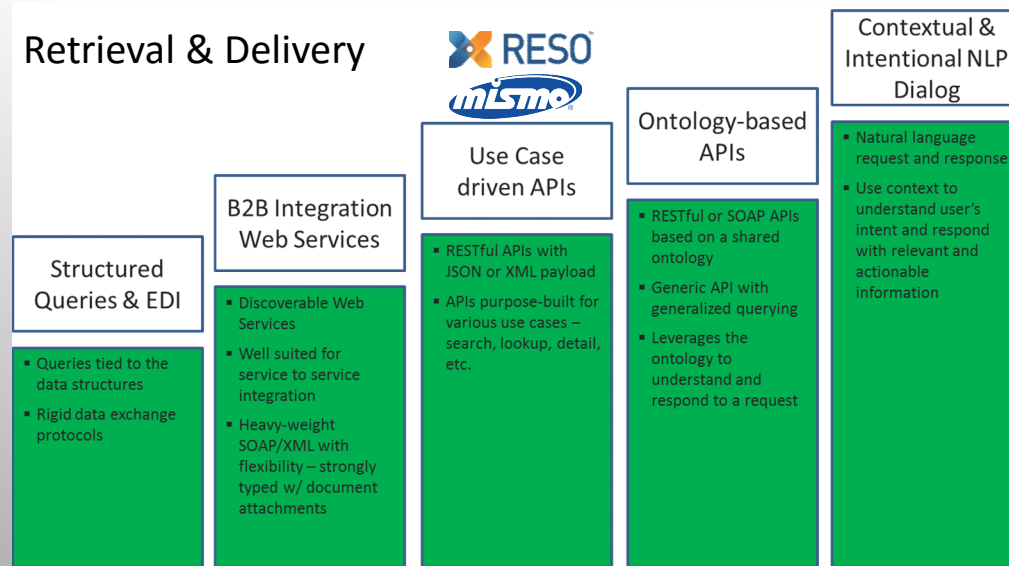 Retrieval & Delivery
RESO
mismo
Structured
Queries & EDI
▪ Queries tied to the
data structures
▪ Rigid data exchange
protocols
B2B Integration
Web Services
▪ Discoverable Web
Services
▪ Well suited for
service to service
integration
▪ Heavy-weight
SOAP/XML with
flexibility – strongly
typed w/ document
attachments
Use Case
driven APIs
▪ RESTful APIs with
JSON or XML payload
▪ APIs purpose-built for
various use cases –
search, lookup, detail,
etc.
Ontology-based
APIs
▪ RESTful or SOAP APIs
based on a shared
ontology
▪ Generic API with
generalized querying
▪ Leverages the
ontology to
understand and
respond to a request
Contextual &
Intentional NLP
Dialog
▪ Natural language
request and response
▪ Use context to
understand user's
intent and respond
with relevant and
actionable
information